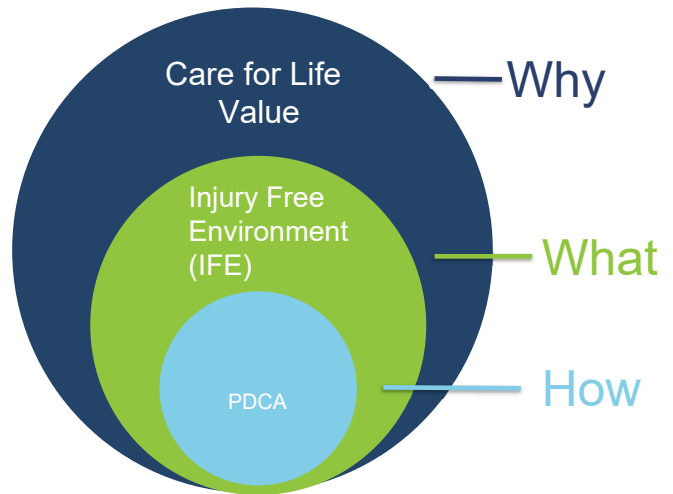 Care for Life
Value
Why
Injury Free
Environment
(IFE)
What
PDCA
How